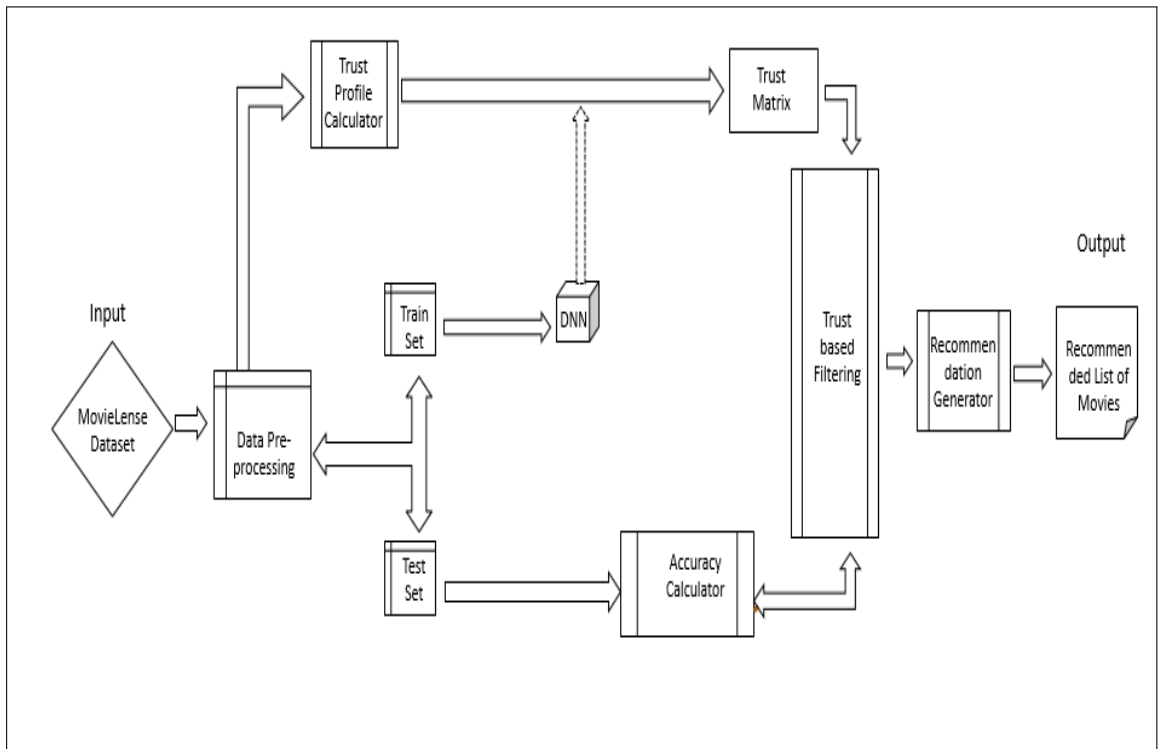 Trust
Profile
Calculator
Trust
Matrix
Output
Input
Train
Set
DNN
Trust
based
Filtering
Recommen
dation
Generator
Recommen
ded List of
Movies
MovieLense
Dataset
Data Pre-
processing
Test
Set
Accuracy
Calculator